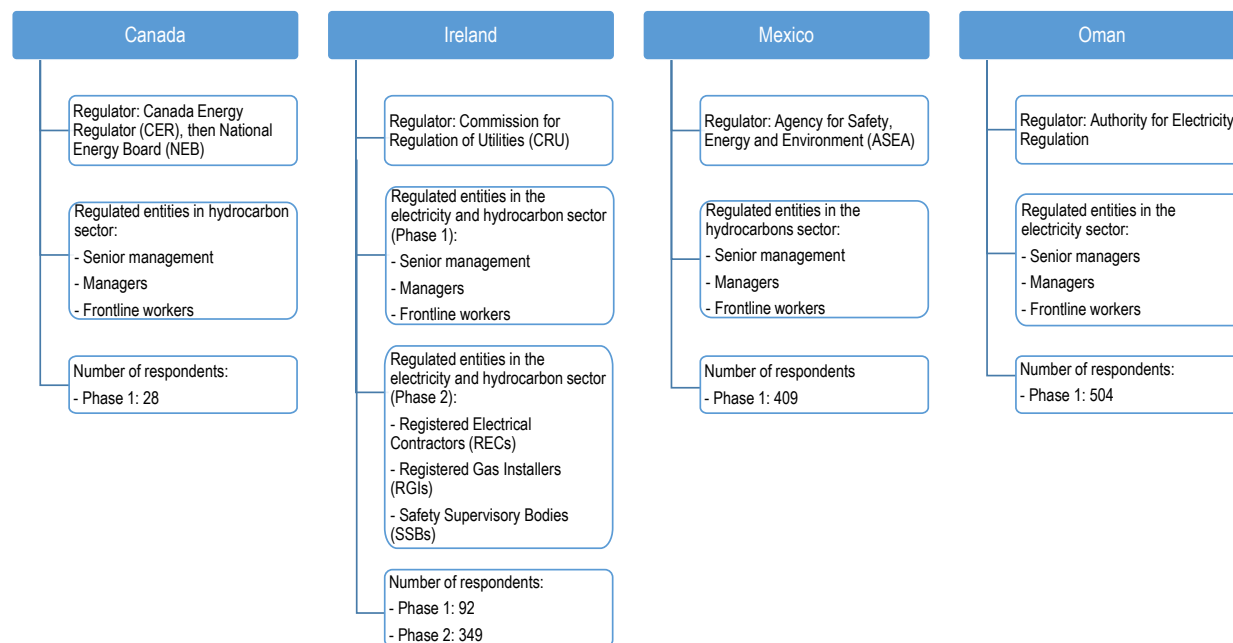 Canada
Regulator: Canada Energy
Regulator (CER), then National
Energy Board (NEB)
Regulated entities in hydrocarbon
sector:
- Senior management
- Managers
- Frontline workers
Number of respondents:
- Phase 1: 28
Ireland
Regulator: Commission for
Regulation of Utilities (CRU)
Regulated entities in the
electricity and hydrocarbon sector
(Phase 1):
- Senior management
- Managers
- Frontline workers
Regulated entities in the
electricity and hydrocarbon sector
(Phase 2):
- Registered Electrical
Contractors (RECs)
- Registered Gas Installers
(RGIs)
- Safety Supervisory Bodies
(SSBs)
Number of respondents:
- Phase 1: 92
- Phase 2: 349
Mexico
Regulator: Agency for Safety,
Energy and Environment (ASEA)
Regulated entities in the
hydrocarbons sector:
- Senior management
- Managers
- Frontline workers
Number of respondents
- Phase 1: 409
Oman
Regulator: Authority for Electricity
Regulation
Regulated entities in the
electricity sector:
- Senior managers
- Managers
- Frontline workers
Number of respondents:
- Phase 1: 504